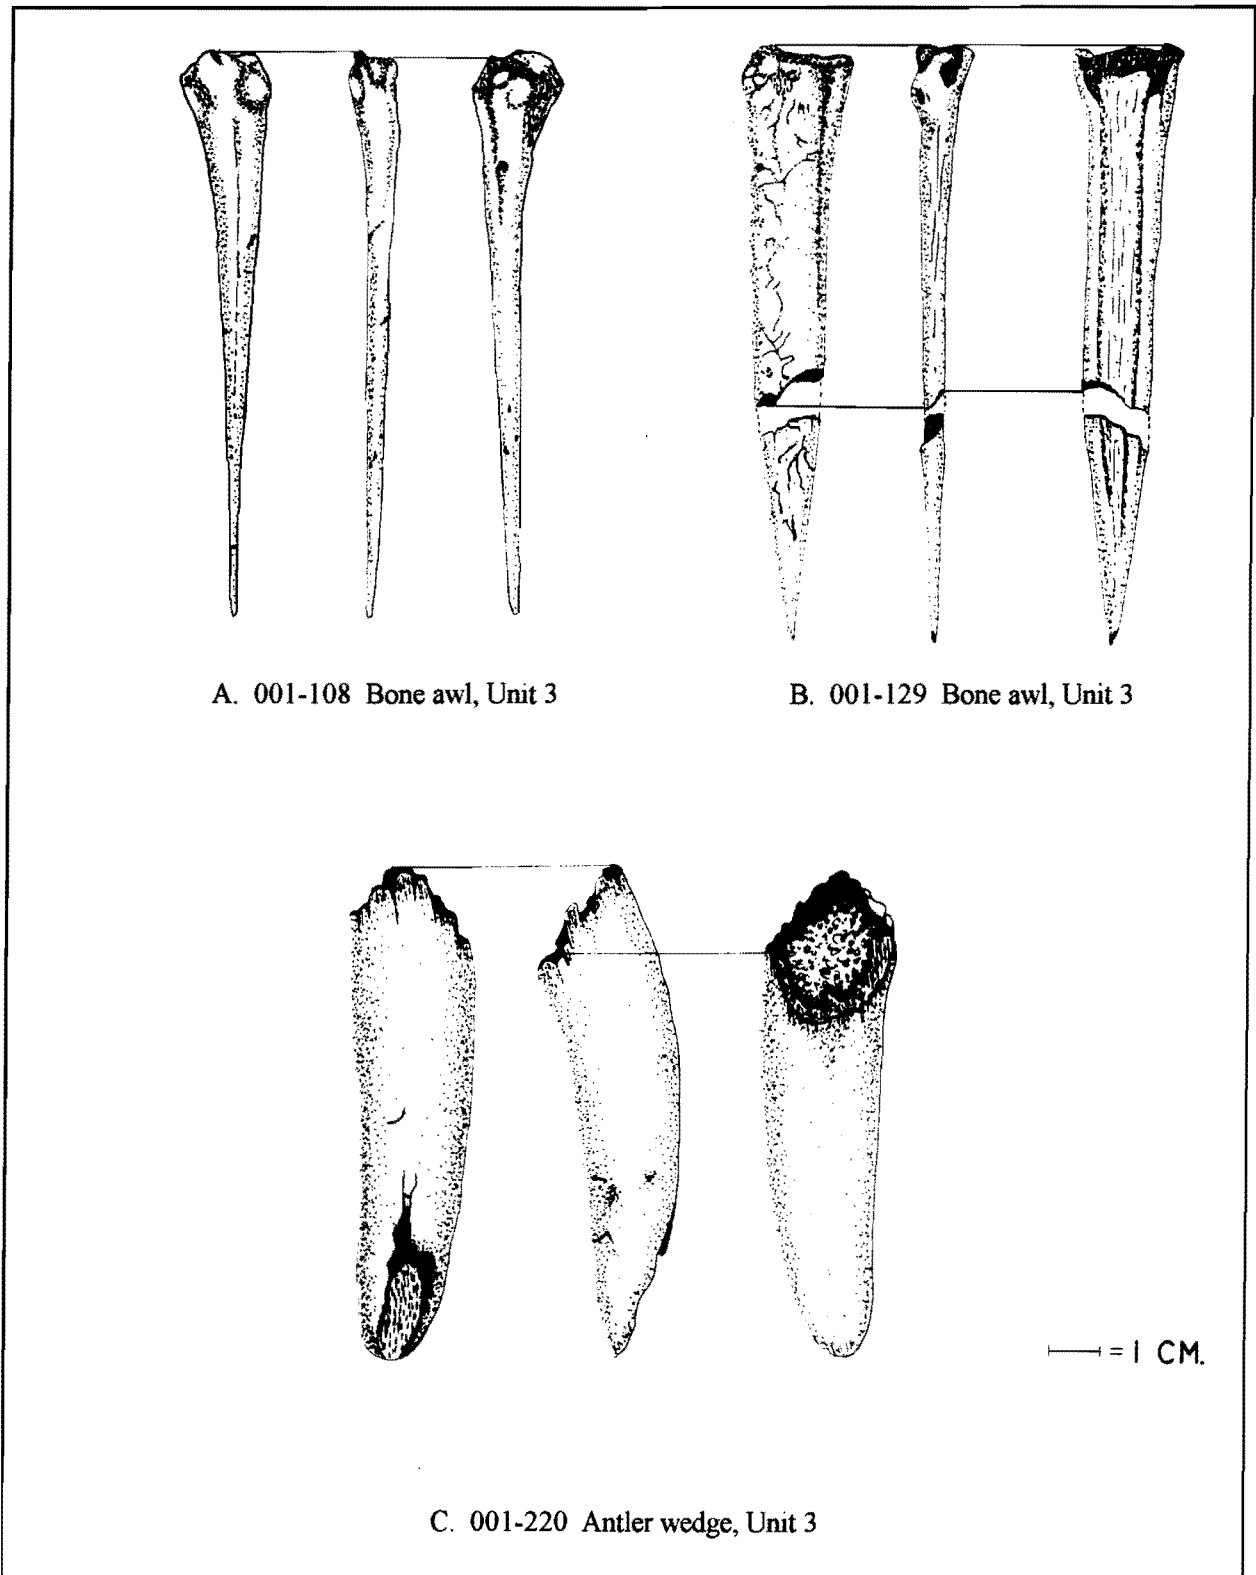 A. 001-108 Bone awl, Unit 3
B. 001-129 Bone awl, Unit 3
= 1 CM.
C. 001-220 Antler wedge, Unit 3